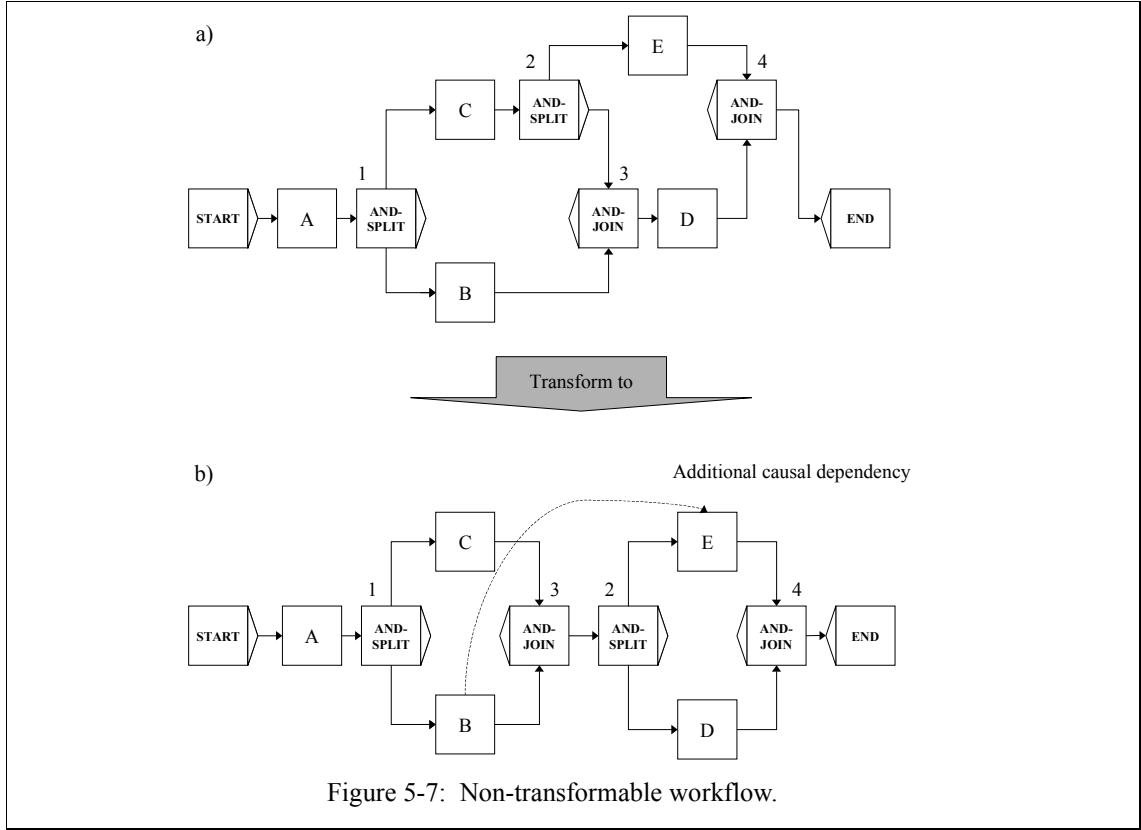 a)
E
2
4
C
AND-
SPLIT
AND-
JOIN
1
3
START
A
AND-
SPLIT
AND-
JOIN
D
END
B
Transform to
b)
Additional causal dependency
C
E
1
3
2
4
START
A
AND-
SPLIT
AND-
JOIN
AND-
SPLIT
AND-
JOIN
END
B
D
Figure 5-7: Non-transformable workflow.